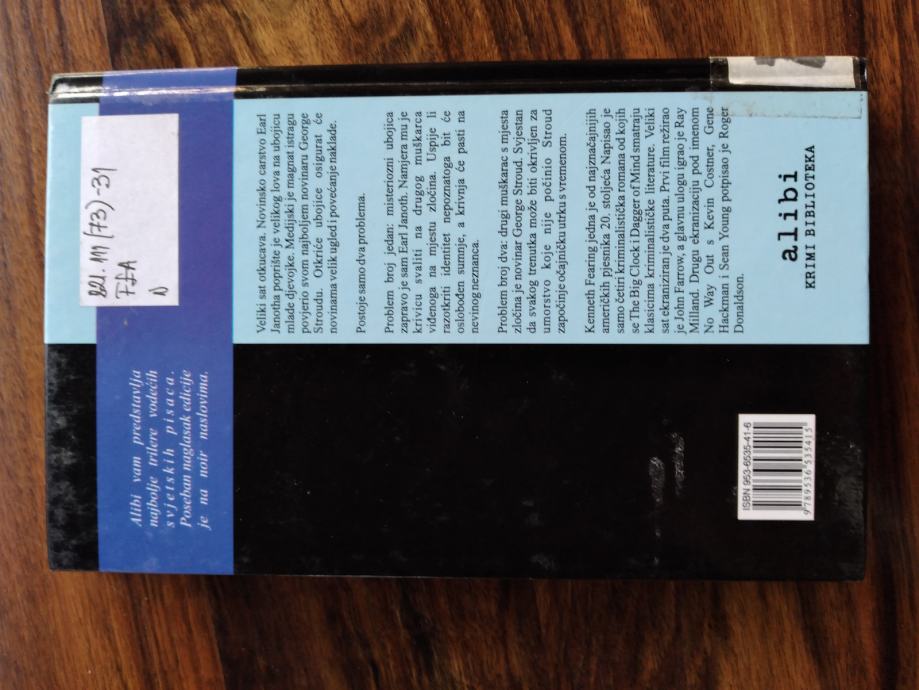 821.111(73)-31
FEA
V
Alibi vam predstavlja
najbolje trilere vodećih
svjetskih pisaca.
Poseban naglasak edicije
je na noir naslovima.
Veliki sat otkucava. Novinsko carstvo Earl
Janotha poprište je velikog lova na ubojicu
mlade djevojke. Medijski je magnat istragu
povjerio svom najboljem novinaru George
Stroudu. Otkriće ubojice osigurat će
novinama velik ugled i povećanje naklade.
Postoje samo dva problema.
Problem broj jedan: misteriozni ubojica
zapravo je sam Earl Janoth. Namjera mu je
krivicu svaliti na drugog muškarca
viđenoga na mjestu zločina. Uspije li
razotkriti identitet nepoznatoga bit će
oslobođen sumnje, a krivnja će pasti na
nevinog neznanca.
Problem broj dva: drugi muškarac s mjesta
zločina je novinar George Stroud. Svjestan
da svakog trenutka može biti otkriven za
umorstvo koje nije počinio Stroud
započinje očajničku utrku s vremenom.
Kenneth Fearing jedna je od najznačajnijih
američkih pjesnika 20. stoljeća Napisao je
samo četiri kriminalistička romana od kojih
se The Big Clock i Dagger of Mind smatraju
klasicima kriminalističke literature. Veliki
sat ekraniziran je dva puta. Prvi film režirao
je John Farrow, a glavnu ulogu igrao je Ray
Milland. Drugu ekranizaciju pod imenom
No Way Out s Kevin Costner, Gene
Hackman i Sean Young potpisao je Roger
Donaldson.
alibi
KRIMI BIBLIOTEKA
ISBN 953-6535-41-6
9 789536 535415